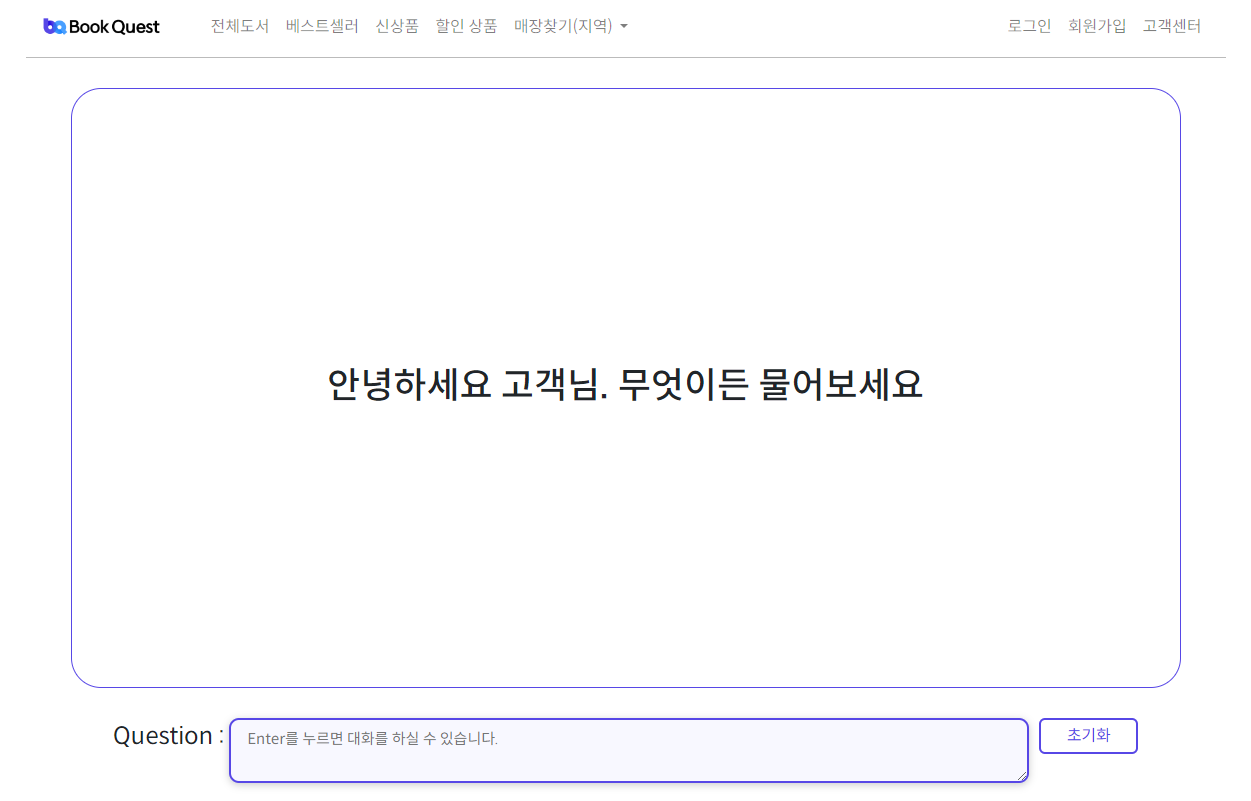 bq Book Quest 전체도서 베스트셀러 신상품 할인 상품 매장찾기(지역) 로그인 회원가입 고객센터
안녕하세요 고객님. 무엇이든 물어보세요
Question : Enter를 누르면 대화를 하실 수 있습니다. 초기화